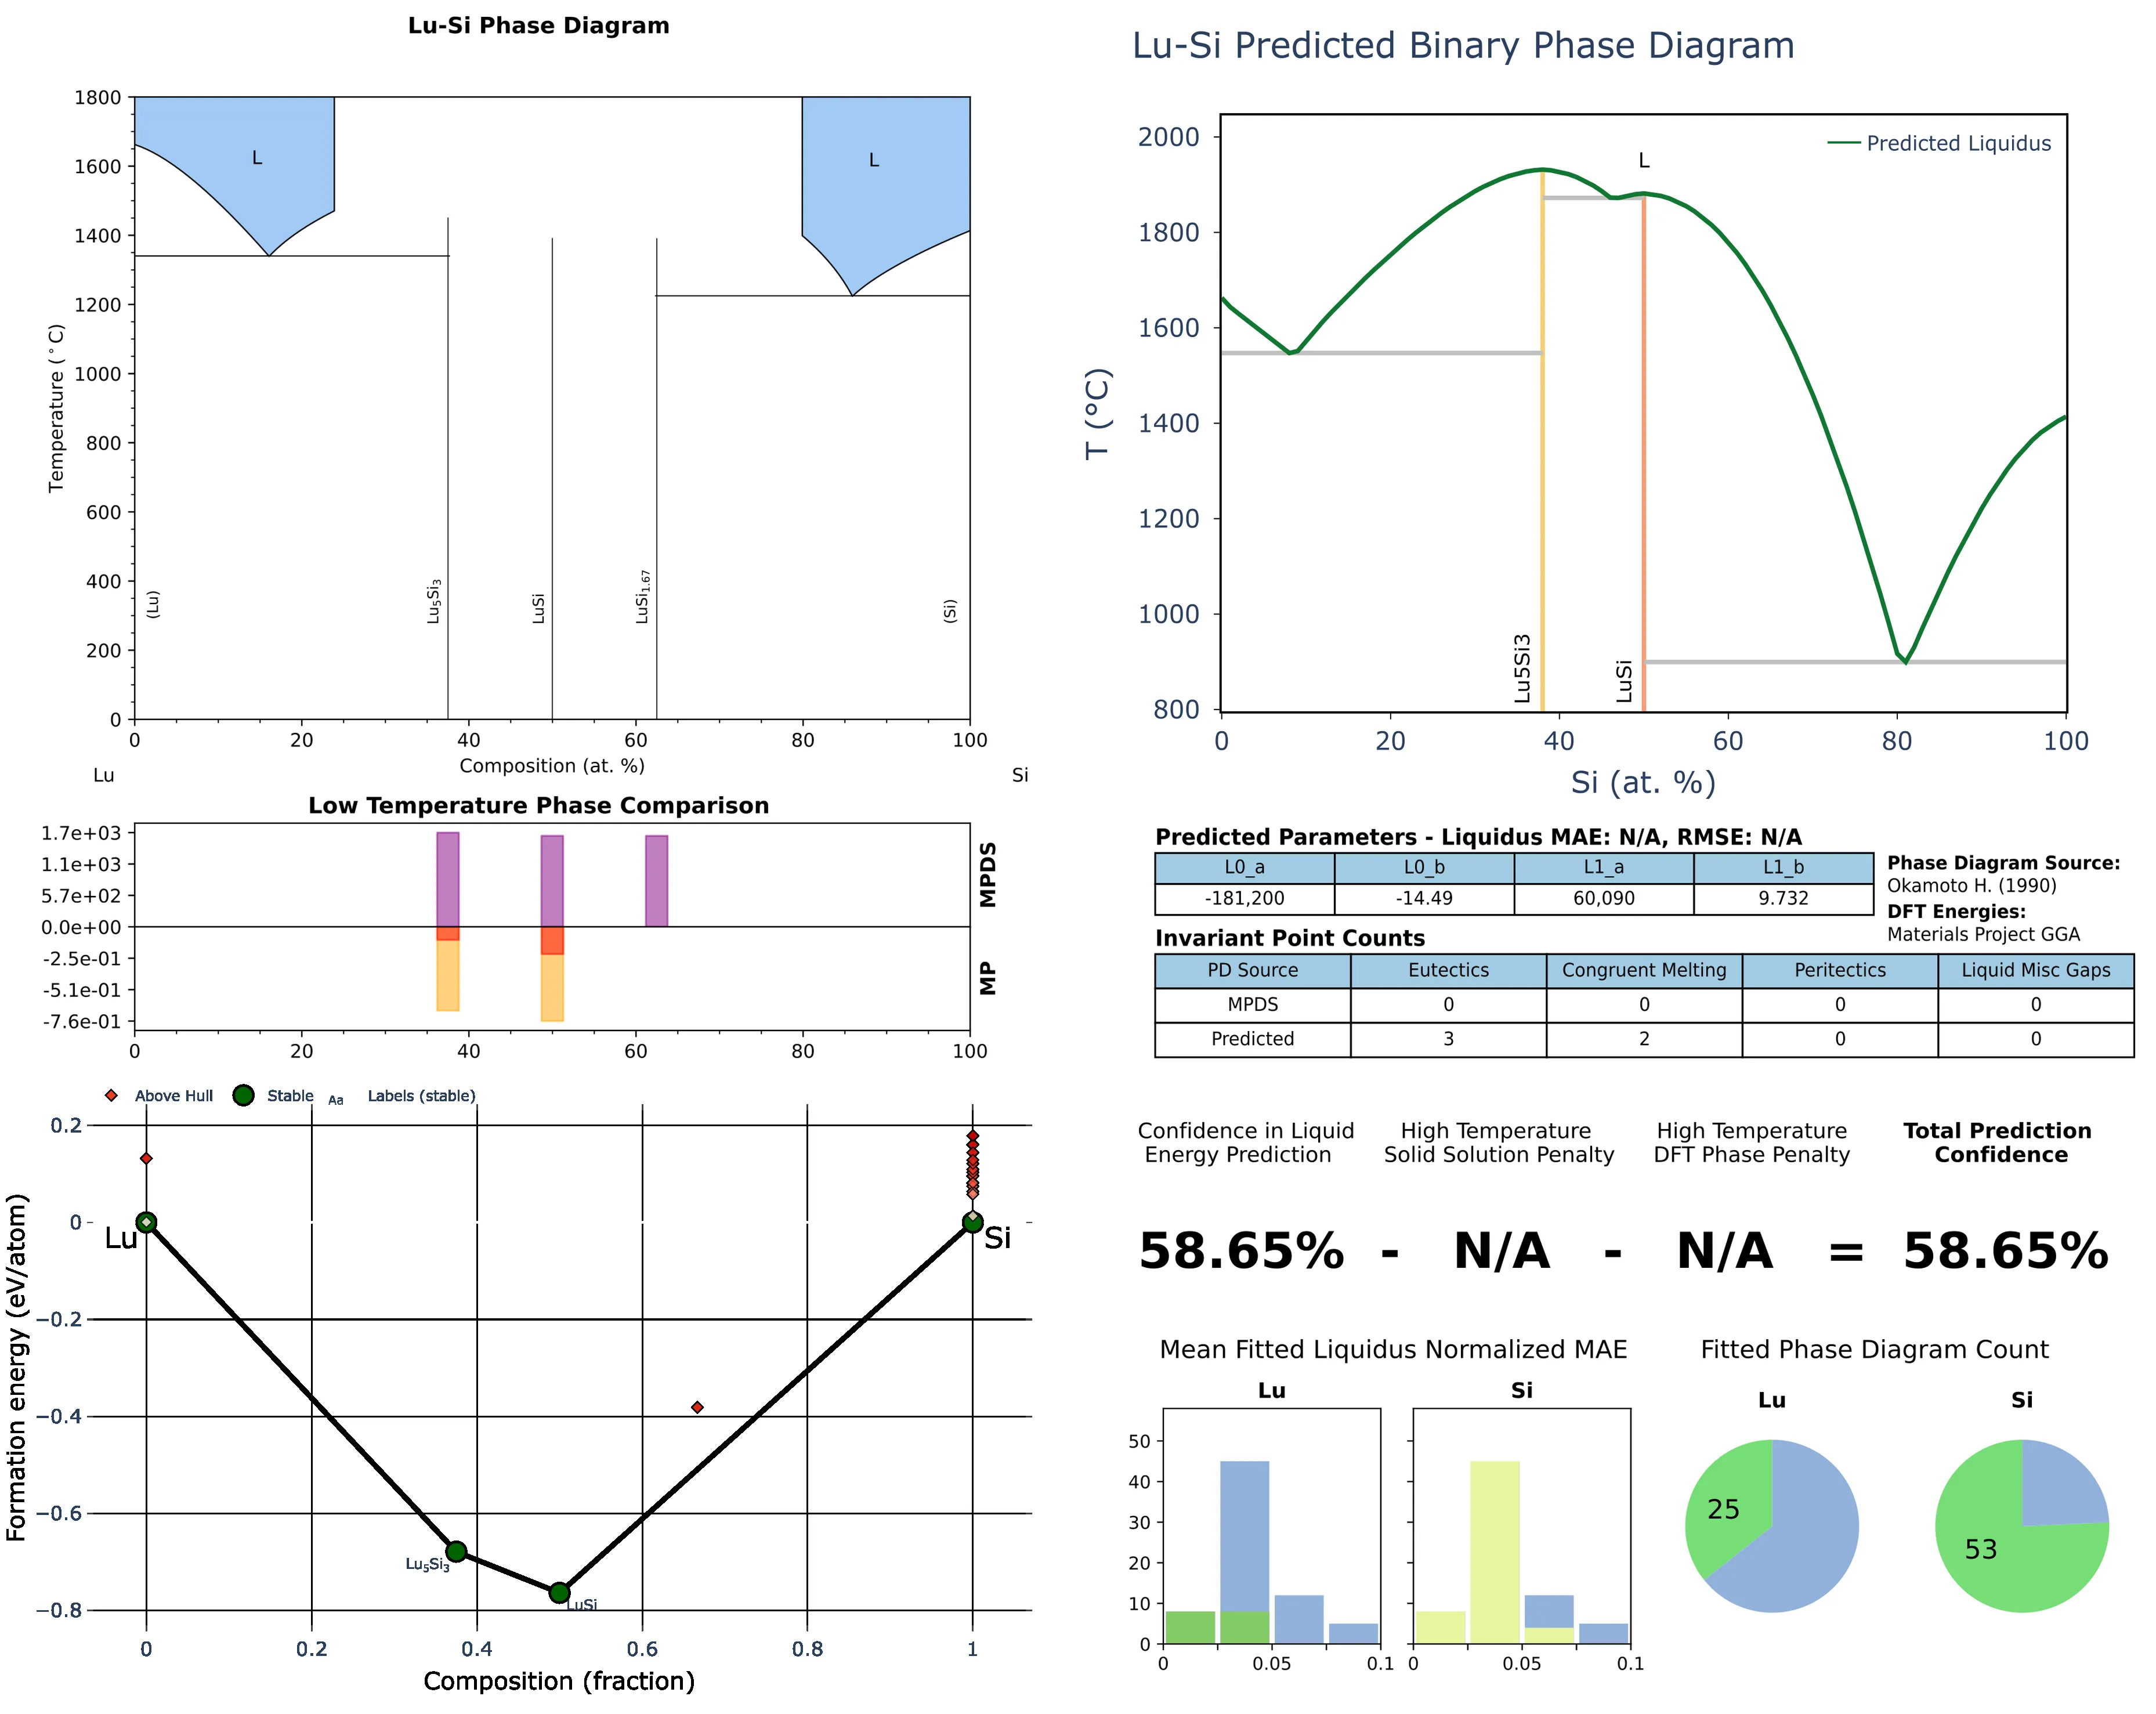 Lu-Si Phase Diagram
1800
1600
1400
1200
1000
800
600
400
200
0
Temperature (°C)
L
L
(Lu)
Lu₅Si₃
LuSi
LuSi₁.₆₇
(Si)
0 20 40 60 80 100
Composition (at. %)
Lu Si
Low Temperature Phase Comparison
1.7e+03
1.1e+03
5.7e+02
0.0e+00
-2.5e-01
-5.1e-01
-7.6e-01
MPDS
MP
0 20 40 60 80 100
Above Hull Stable Aa Labels (stable)
0.2
0
−0.2
−0.4
−0.6
−0.8
Formation energy (eV/atom)
Lu
Si
Lu₅Si₃
LuSi
0 0.2 0.4 0.6 0.8 1
Composition (fraction)
Lu-Si Predicted Binary Phase Diagram
2000
1800
1600
1400
1200
1000
800
T (°C)
Predicted Liquidus
L
Lu5Si3
LuSi
0 20 40 60 80 100
Si (at. %)
Predicted Parameters - Liquidus MAE: N/A, RMSE: N/A
L0_a L0_b L1_a L1_b
-181,200 -14.49 60,090 9.732
Phase Diagram Source:
Okamoto H. (1990)
DFT Energies:
Materials Project GGA
Invariant Point Counts
PD Source Eutectics Congruent Melting Peritectics Liquid Misc Gaps
MPDS 0 0 0 0
Predicted 3 2 0 0
Confidence in Liquid
Energy Prediction
High Temperature
Solid Solution Penalty
High Temperature
DFT Phase Penalty
Total Prediction
Confidence
58.65% - N/A - N/A = 58.65%
Mean Fitted Liquidus Normalized MAE
Lu
Si
50
40
30
20
10
0
0 0.05 0.1
0 0.05 0.1
Fitted Phase Diagram Count
Lu
Si
25
53